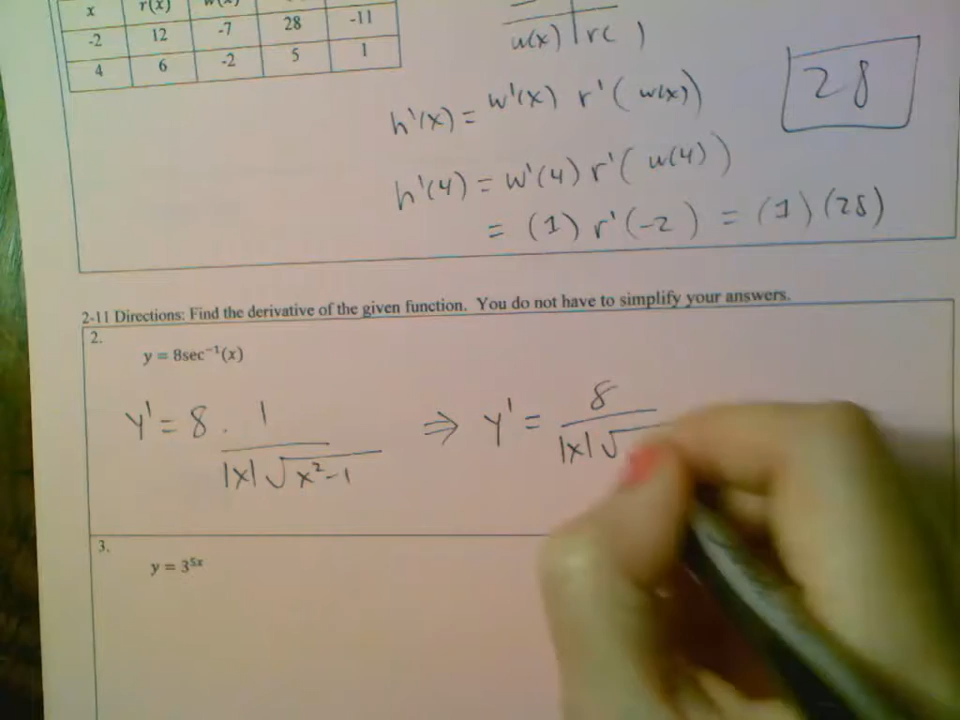 x r(x) w(x)
-2 12 -7 28 -11
4 6 -2 5 1
w(x) | r( )
h'(x) = w'(x) r'( w(x))
28
h'(4) = w'(4) r'( w(4))
= (1) r'(-2) = (1)(28)
2-11 Directions: Find the derivative of the given function. You do not have to simplify your answers.
2.
y = 8sec⁻¹(x)
y' = 8 · 1 / |x|√x²-1 ⇒ y' = 8 / |x|√
3.
y = 3⁵ˣ